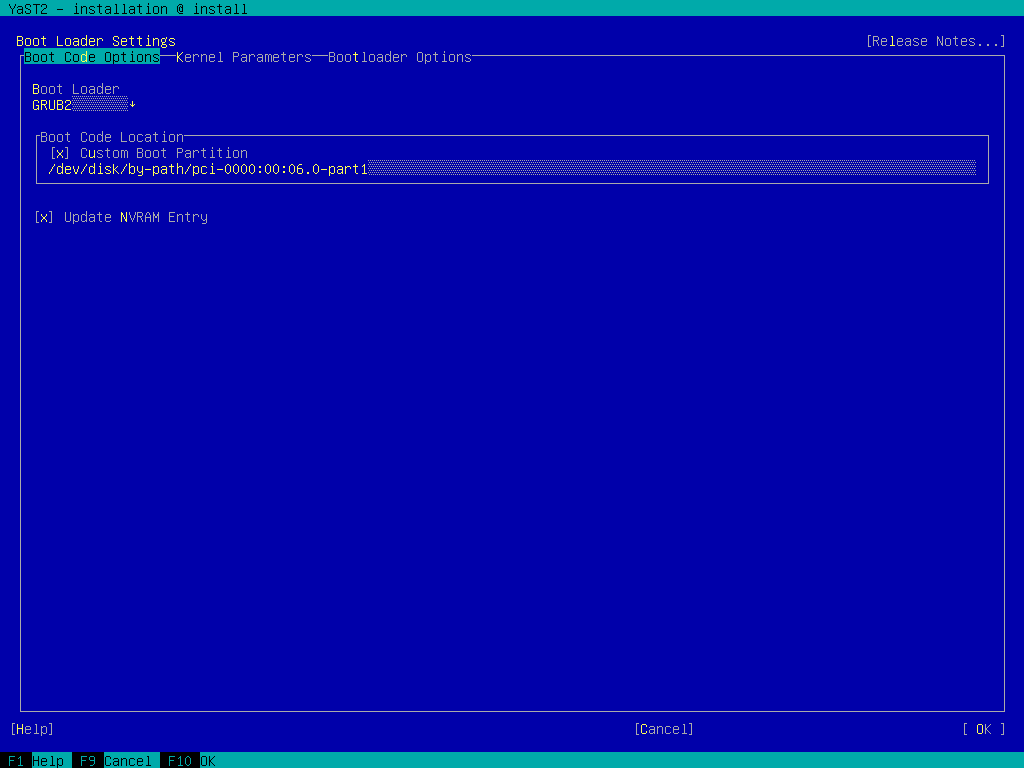 YaST2 - installation @ install
Boot Loader Settings [Release Notes...]
Boot Code Options Kernel Parameters Bootloader Options
Boot Loader
GRUB2
Boot Code Location
[x] Custom Boot Partition
/dev/disk/by-path/pci-0000:00:06.0-part1
[x] Update NVRAM Entry
[Help] [Cancel] [ OK ]
F1 Help F9 Cancel F10 OK